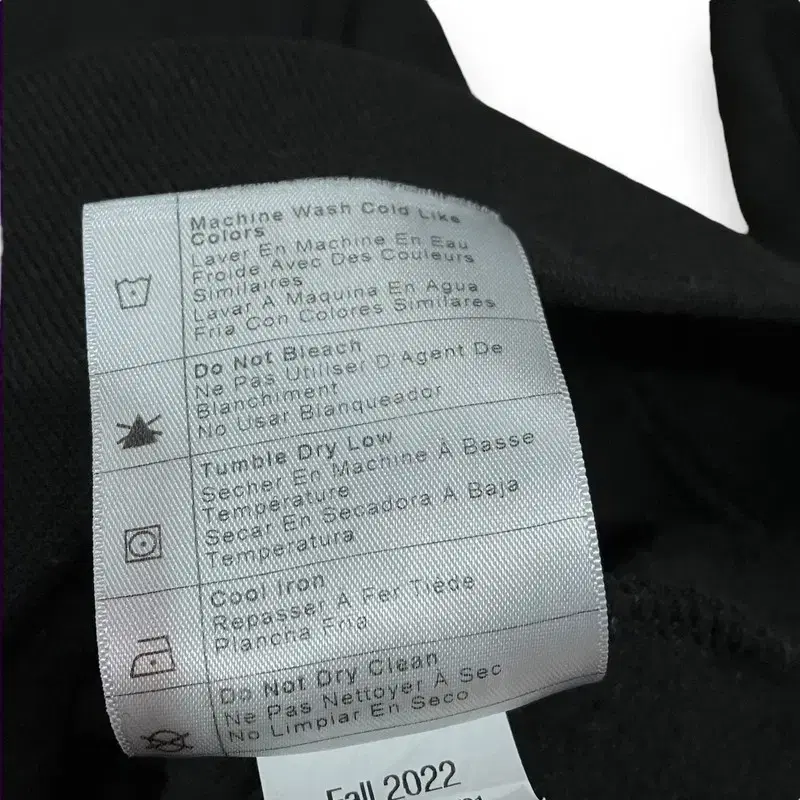 Machine Wash Cold Like
Colors
Laver En Machine En Eau
Froide Avec Des Couleurs
Similaires
Lavar A Maquina En Agua
Fria Con Colores Similares
Do Not Bleach
Ne Pas Utiliser D'Agent De
Blanchiment
No Usar Blanqueador
Tumble Dry Low
Secher En Machine À Basse
Temperature
Secar En Secadora A Baja
Temperatura
Cool Iron
Repasser À Fer Tiède
Plancha Fria
Do Not Dry Clean
Ne Pas Nettoyer À Sec
No Limpiar En Seco
Fall 2022